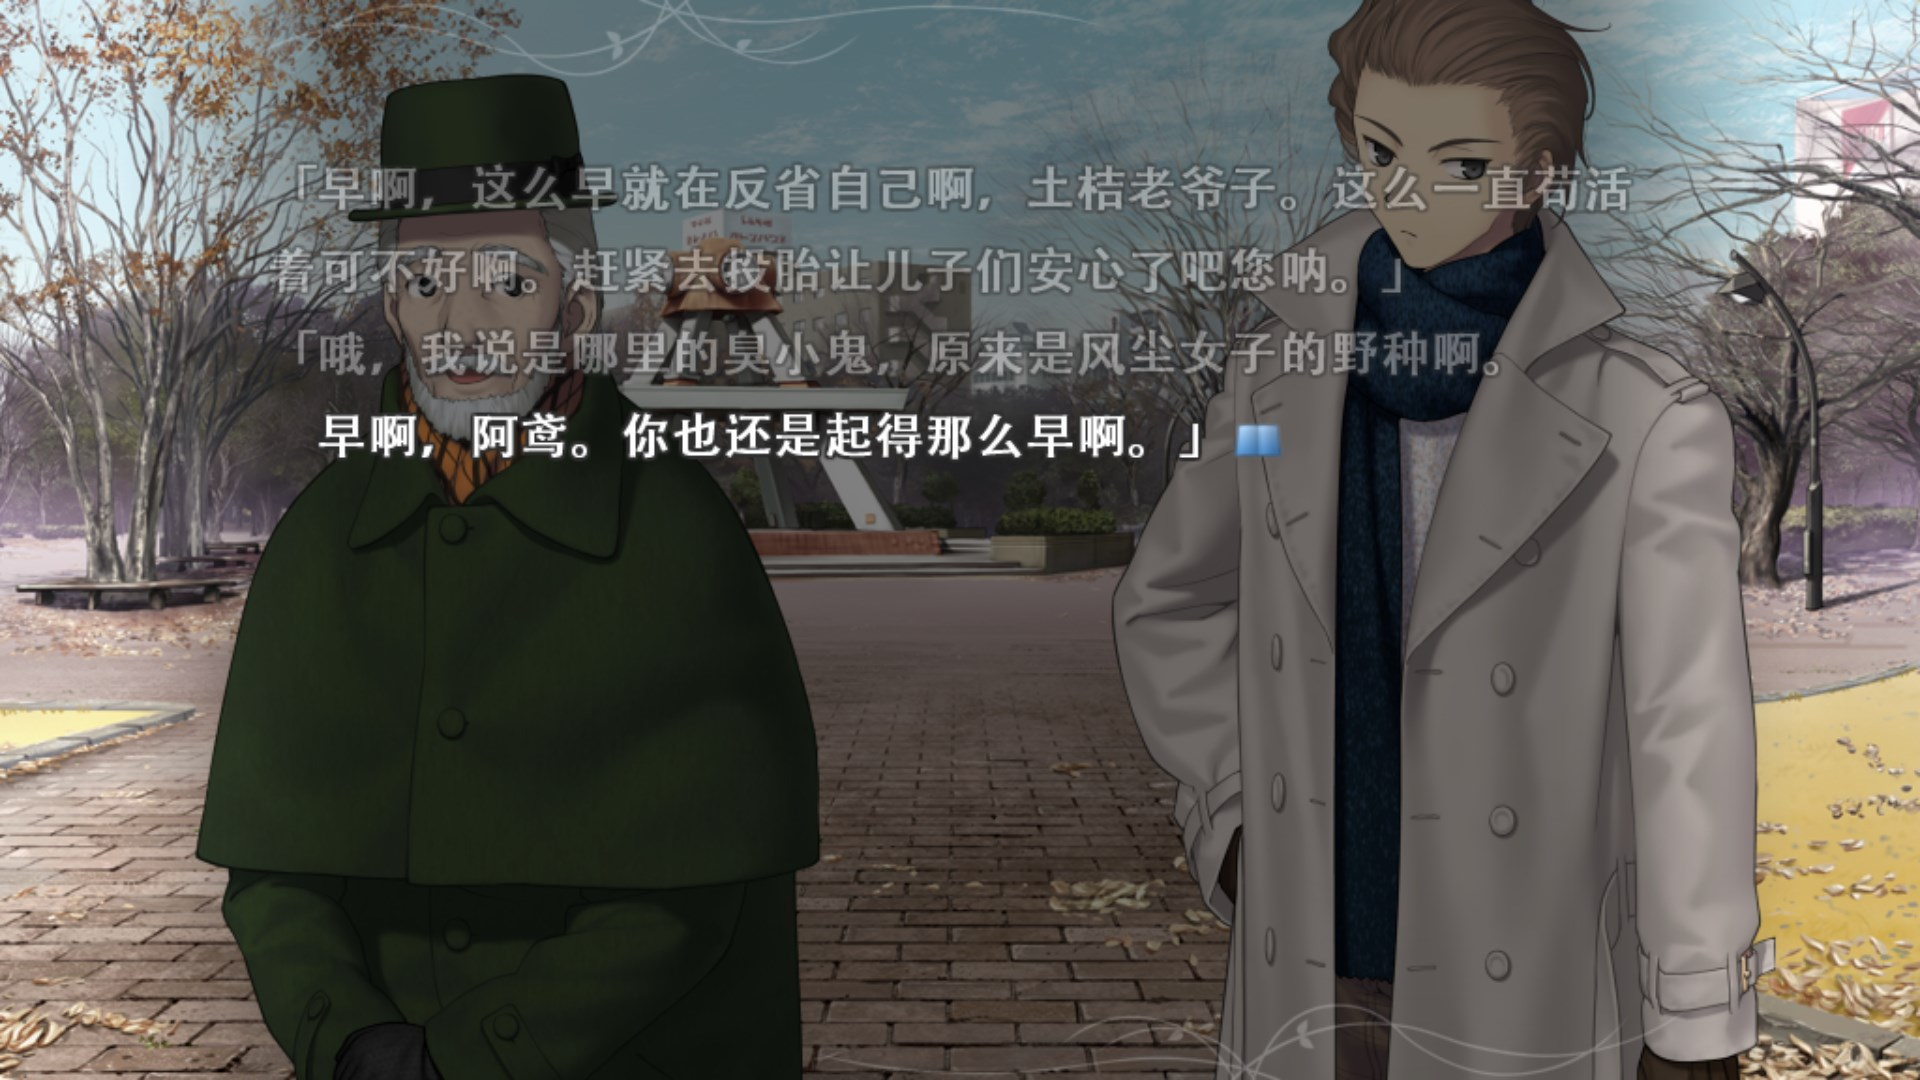 「早啊，这么早就在反省自己啊，土桔老爷子。这么一直苟活
着可不好啊。赶紧去投胎让儿子们安心了吧您呐。」
「哦，我说是哪里的臭小鬼，原来是风尘女子的野种啊。
早啊，阿鸢。你也还是起得那么早啊。」